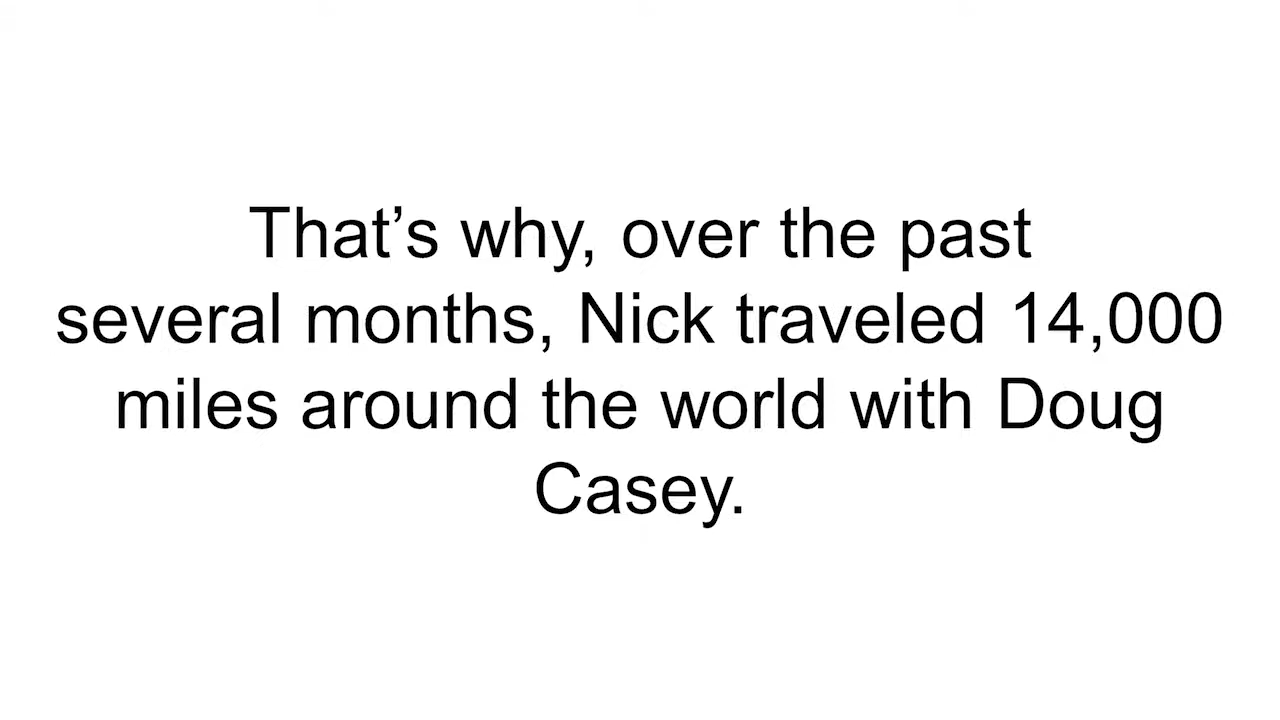 That’s why, over the past
several months, Nick traveled 14,000
miles around the world with Doug
Casey.